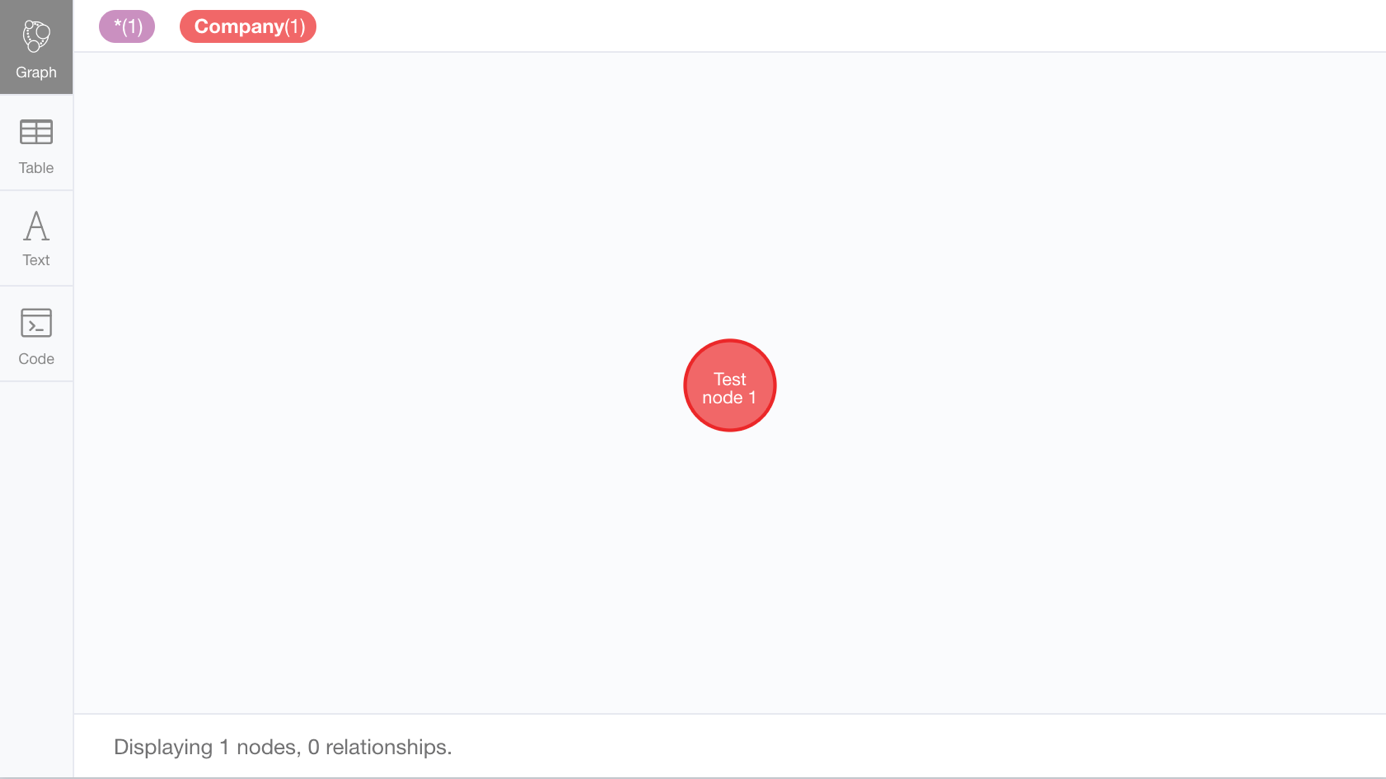 *(1) Company(1)
Graph
Table
Text
Code
Test
node 1
Displaying 1 nodes, 0 relationships.